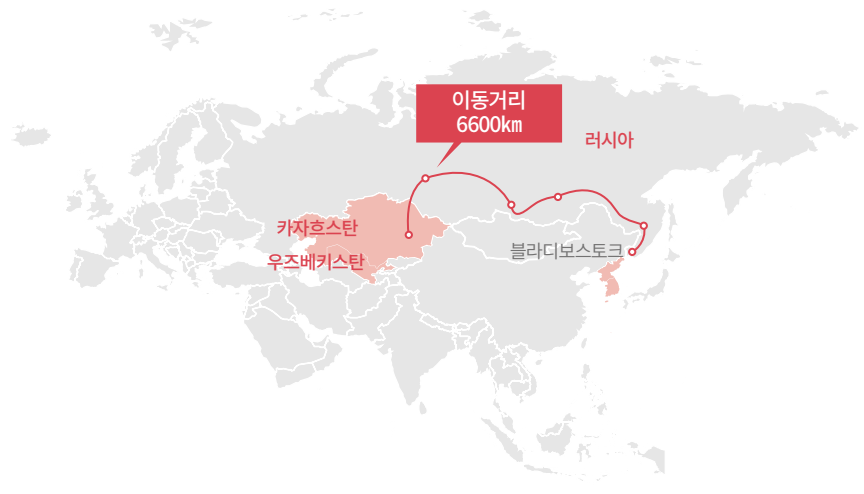 이동거리
6600km
러시아
카자흐스탄
블라디보스토크
우즈베키스탄